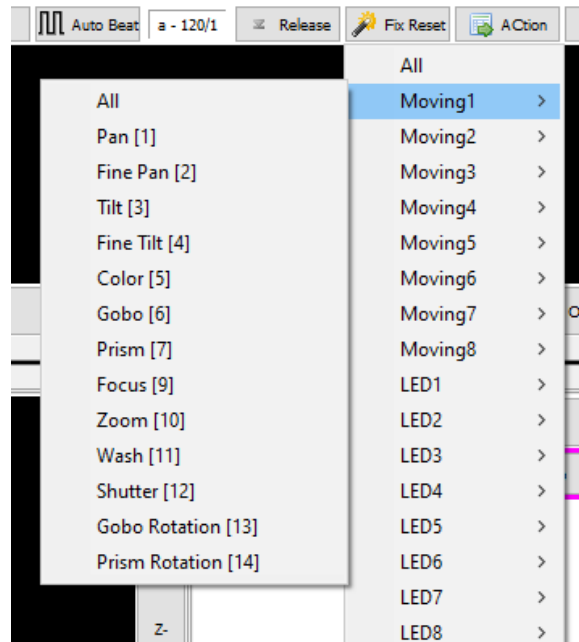 Auto Beat
a - 120/1
Release
Fix Reset
ACtion
All
Moving1
Moving2
Moving3
Moving4
Moving5
Moving6
Moving7
Moving8
LED1
LED2
LED3
LED4
LED5
LED6
LED7
LED8
All
Pan [1]
Fine Pan [2]
Tilt [3]
Fine Tilt [4]
Color [5]
Gobo [6]
Prism [7]
Focus [9]
Zoom [10]
Wash [11]
Shutter [12]
Gobo Rotation [13]
Prism Rotation [14]
Z-